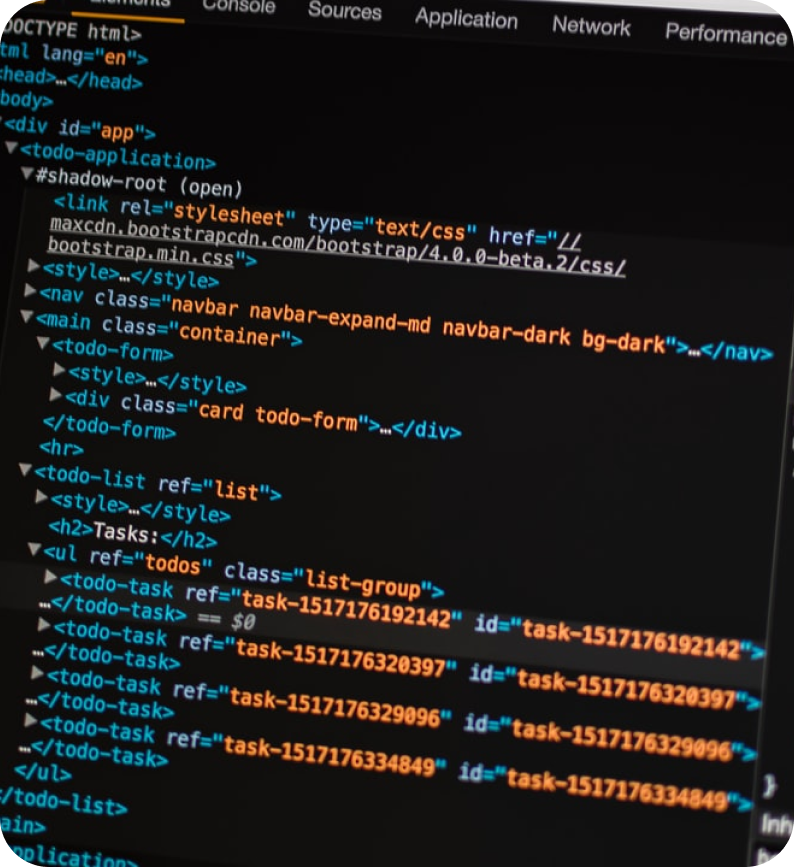 Elements Console Sources Application Network Performance
DOCTYPE html>
tml lang="en">
<head>…</head>
body>
<div id="app">
▼<todo-application>
▼#shadow-root (open)
<link rel="stylesheet" type="text/css" href="//
maxcdn.bootstrapcdn.com/bootstrap/4.0.0-beta.2/css/
bootstrap.min.css">
▶<style>…</style>
▶<nav class="navbar navbar-expand-md navbar-dark bg-dark">…</nav>
▼<main class="container">
▼<todo-form>
▶<style>…</style>
▶<div class="card todo-form">…</div>
</todo-form>
<hr>
▼<todo-list ref="list">
▶<style>…</style>
<h2>Tasks:</h2>
▼<ul ref="todos" class="list-group">
▶<todo-task ref="task-1517176192142" id="task-1517176192142">
…</todo-task> == $0
▶<todo-task ref="task-1517176320397" id="task-1517176320397">
…</todo-task>
▶<todo-task ref="task-1517176329096" id="task-1517176329096">
…</todo-task>
▶<todo-task ref="task-1517176334849" id="task-1517176334849">
…</todo-task>
</ul>
/todo-list>
ain>
pplication>
}
Inh